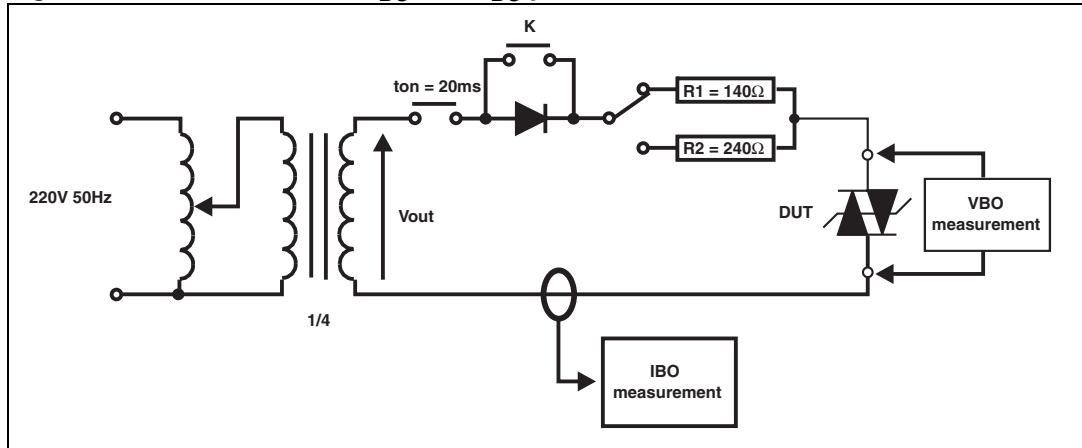 K
ton = 20ms
R1 = 140Ω
R2 = 240Ω
220V 50Hz
Vout
DUT
VBO
measurement
1/4
IBO
measurement